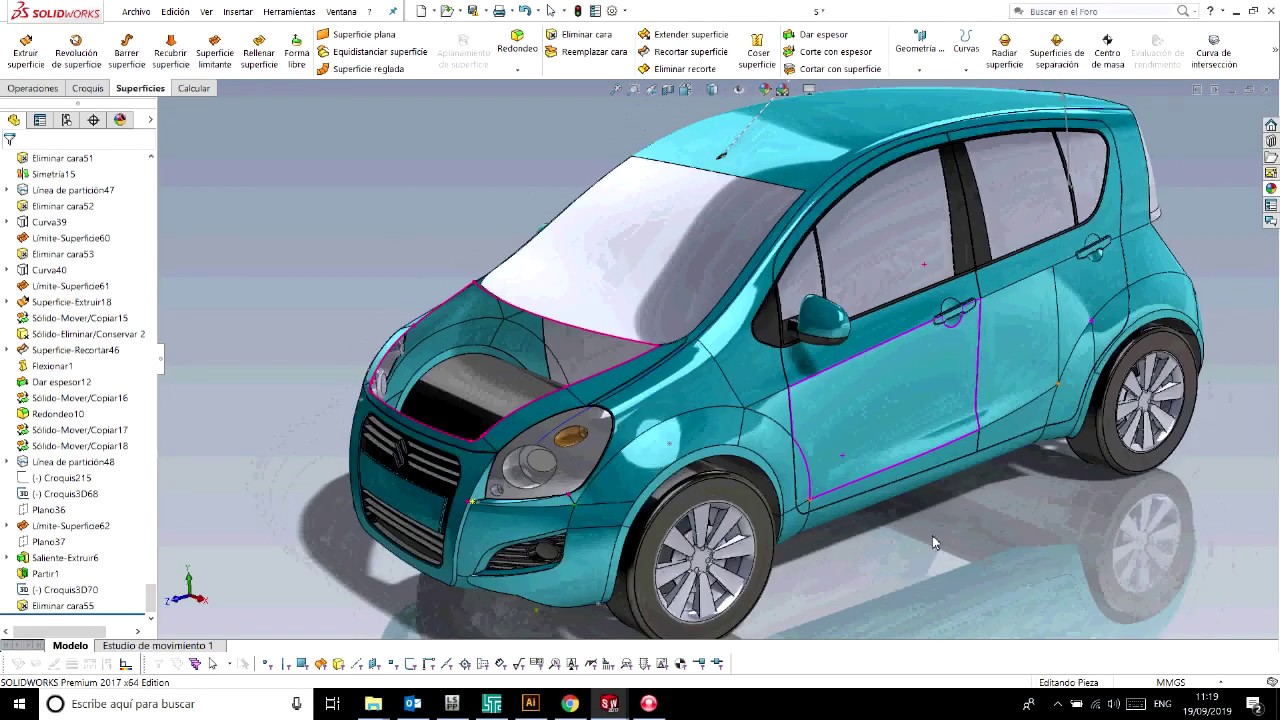 SOLIDWORKS
Archivo Edición Ver Insertar Herramientas Ventana ?
S *
Buscar en el Foro
?
Extruir superficie
Revolución de superficie
Barrer superficie
Recubrir superficie
Superficie limitante
Rellenar superficie
Forma libre
Superficie plana
Equidistanciar superficie
Superficie reglada
Aplanamiento de superficie
Redondeo
Eliminar cara
Reemplazar cara
Extender superficie
Recortar superficie
Eliminar recorte
Coser superficie
Dar espesor
Corte con espesor
Cortar con superficie
Geometría ...
Curvas
Radiar superficie
Superficies de separación
Centro de masa
Evaluación de rendimiento
Curva de intersección
Operaciones Croquis Superficies Calcular
Eliminar cara51
Simetría15
Línea de partición47
Eliminar cara52
Curva39
Límite-Superficie60
Eliminar cara53
Curva40
Límite-Superficie61
Superficie-Extruir18
Sólido-Mover/Copiar15
Sólido-Eliminar/Conservar 2
Superficie-Recortar46
Flexionar1
Dar espesor12
Sólido-Mover/Copiar16
Redondeo10
Sólido-Mover/Copiar17
Sólido-Mover/Copiar18
Línea de partición48
(-) Croquis215
(-) Croquis3D68
Plano36
Límite-Superficie62
Plano37
Saliente-Extruir6
Partir1
(-) Croquis3D70
Eliminar cara55
Y
Z X
Modelo Estudio de movimiento 1
SOLIDWORKS Premium 2017 x64 Edition
Editando Pieza
MMGS
Escribe aquí para buscar
LS
PP
Ai
SW
2017
ENG
11:19
19/09/2019
2